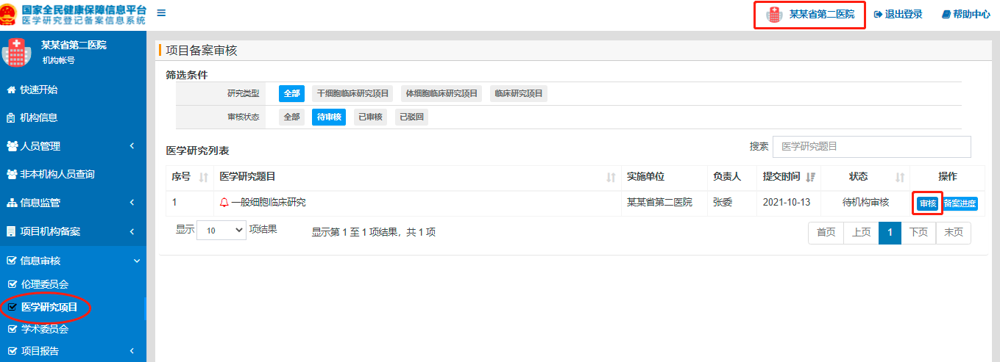 国家全民健康保障信息平台
医学研究登记备案信息系统
某某省第二医院
退出登录
帮助中心
某某省第二医院
机构帐号
快速开始
机构信息
人员管理
非本机构人员查询
信息监管
项目机构备案
信息审核
伦理委员会
医学研究项目
学术委员会
项目报告
项目备案审核
筛选条件
研究类型 全部 干细胞临床研究项目 体细胞临床研究项目 临床研究项目
审核状态 全部 待审核 已审核 已驳回
医学研究列表
搜索 医学研究题目
序号 医学研究题目 实施单位 负责人 提交时间 状态 操作
1 一般细胞临床研究 某某省第二医院 张委 2021-10-13 待机构审核 审核 备案进度
显示 10 项结果 显示第 1 至 1 项结果，共 1 项
首页 上页 1 下页 末页